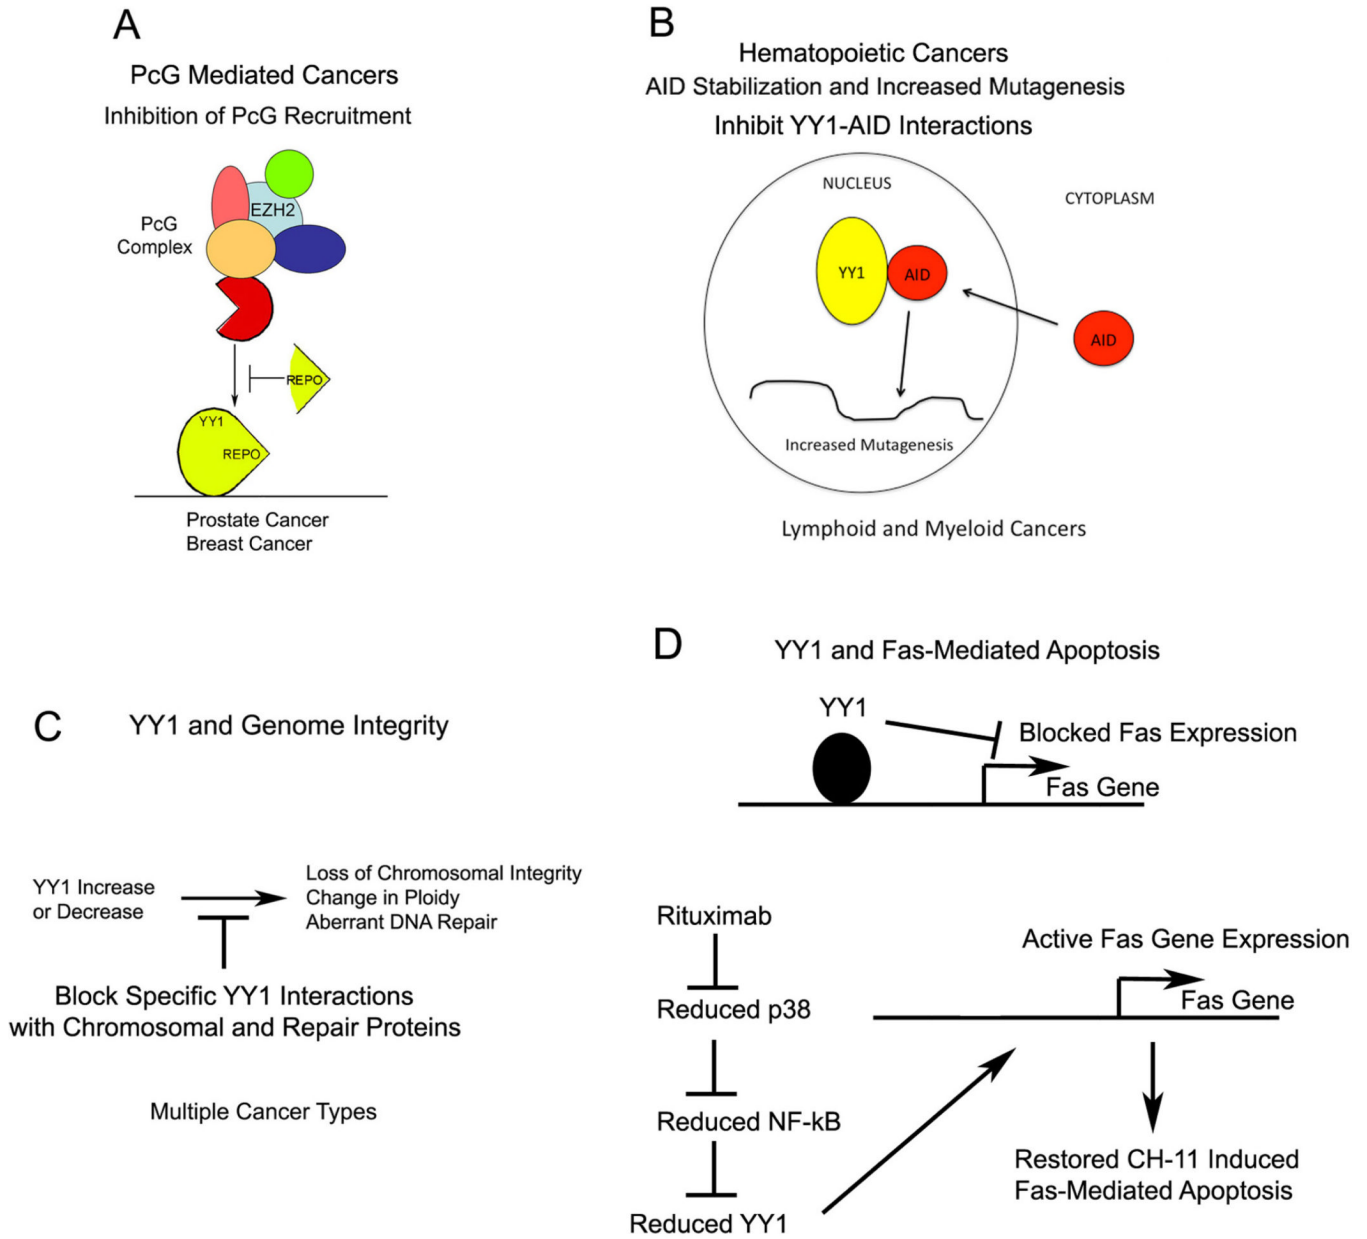 A
PcG Mediated Cancers
Inhibition of PcG Recruitment
EZH2
PcG
Complex
REPO
YY1
REPO
Prostate Cancer
Breast Cancer
B
Hematopoietic Cancers
AID Stabilization and Increased Mutagenesis
Inhibit YY1-AID Interactions
NUCLEUS
CYTOPLASM
YY1
AID
AID
Increased Mutagenesis
Lymphoid and Myeloid Cancers
C
YY1 and Genome Integrity
YY1 Increase
or Decrease
Loss of Chromosomal Integrity
Change in Ploidy
Aberrant DNA Repair
Block Specific YY1 Interactions
with Chromosomal and Repair Proteins
Multiple Cancer Types
D
YY1 and Fas-Mediated Apoptosis
YY1
Blocked Fas Expression
Fas Gene
Rituximab
Reduced p38
Reduced NF-kB
Reduced YY1
Active Fas Gene Expression
Fas Gene
Restored CH-11 Induced
Fas-Mediated Apoptosis